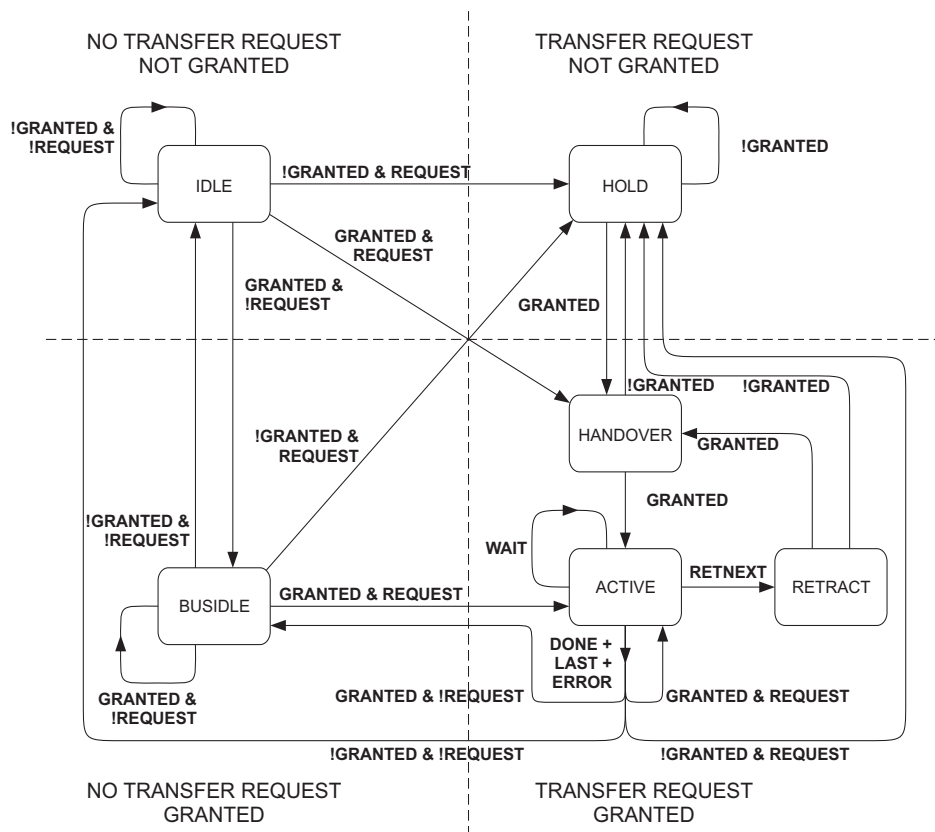 NO TRANSFER REQUEST
NOT GRANTED
TRANSFER REQUEST
NOT GRANTED
!GRANTED &
!REQUEST
!GRANTED
IDLE
!GRANTED & REQUEST
HOLD
GRANTED &
REQUEST
GRANTED &
!REQUEST
GRANTED
!GRANTED
!GRANTED
!GRANTED &
REQUEST
HANDOVER
GRANTED
GRANTED
!GRANTED &
!REQUEST
WAIT
BUSIDLE
GRANTED & REQUEST
ACTIVE
RETNEXT
RETRACT
DONE +
LAST +
ERROR
GRANTED &
!REQUEST
GRANTED & !REQUEST
GRANTED & REQUEST
!GRANTED & !REQUEST
!GRANTED & REQUEST
NO TRANSFER REQUEST
GRANTED
TRANSFER REQUEST
GRANTED